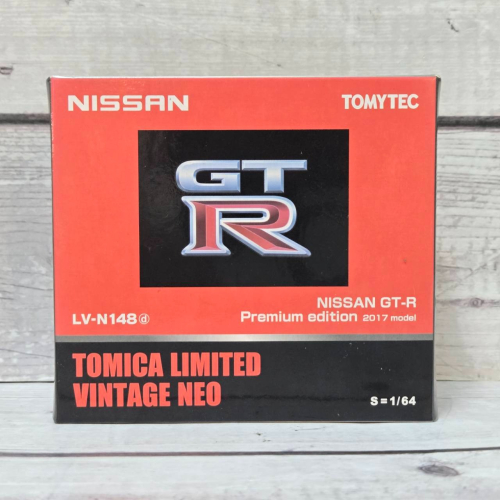 NISSAN
TOMYTEC
GT
R
NISSAN GT-R
LV-N148ⓓ
Premium edition 2017 model
TOMICA LIMITED
VINTAGE NEO
S=1/64